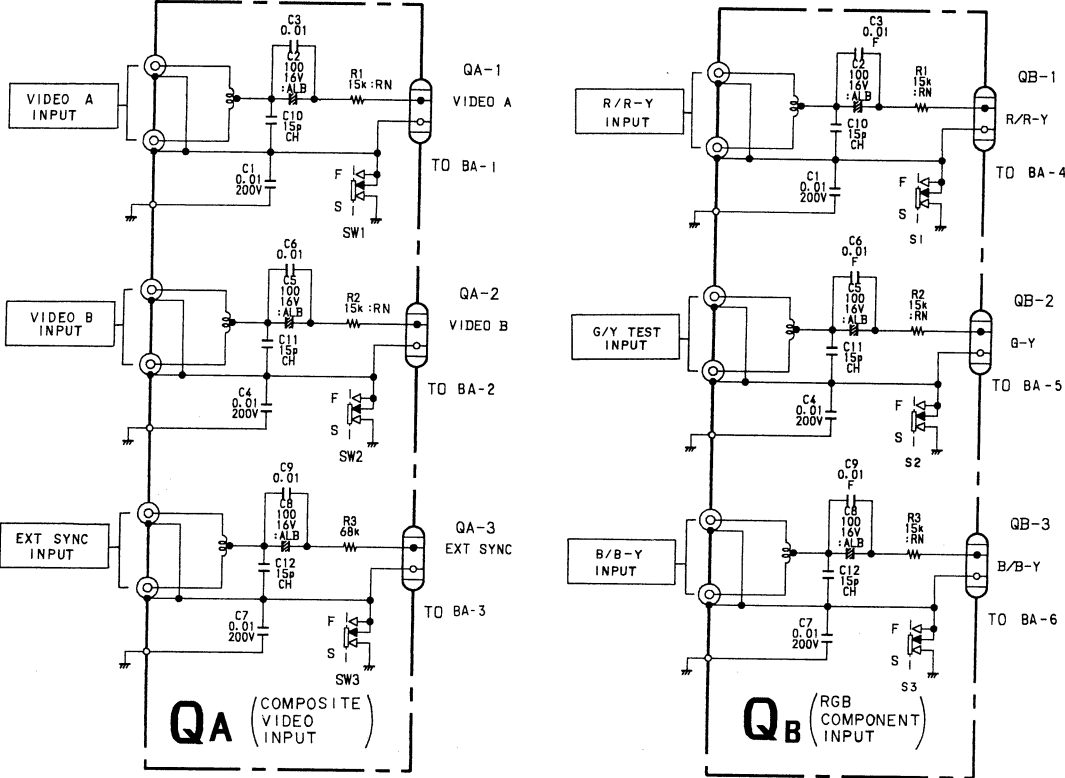 C3
0.01
C2
100
16V
:ALB
R1
15k :RN
QA-1
VIDEO A
VIDEO A
INPUT
C10
15p
CH
TO BA-1
C1
0.01
200V
F
S
SW1
C6
0.01
C5
100
16V
:ALB
R2
15k :RN
QA-2
VIDEO B
VIDEO B
INPUT
C11
15p
CH
TO BA-2
C4
0.01
200V
F
S
SW2
C9
0.01
C8
100
16V
:ALB
R3
68k
QA-3
EXT SYNC
EXT SYNC
INPUT
C12
15p
CH
TO BA-3
C7
0.01
200V
F
S
SW3
QA (COMPOSITE
VIDEO
INPUT)
C3
0.01
F
C2
100
16V
:ALB
R1
15k
:RN
QB-1
R/R-Y
R/R-Y
INPUT
C10
15p
CH
TO BA-4
C1
0.01
200V
F
S
S1
C6
0.01
F
C5
100
16V
:ALB
R2
15k
:RN
QB-2
G-Y
G/Y TEST
INPUT
C11
15p
CH
TO BA-5
C4
0.01
200V
F
S
S2
C9
0.01
F
C8
100
16V
:ALB
R3
15k
:RN
QB-3
B/B-Y
B/B-Y
INPUT
C12
15p
CH
TO BA-6
C7
0.01
200V
F
S
S3
QB (RGB
COMPONENT
INPUT)